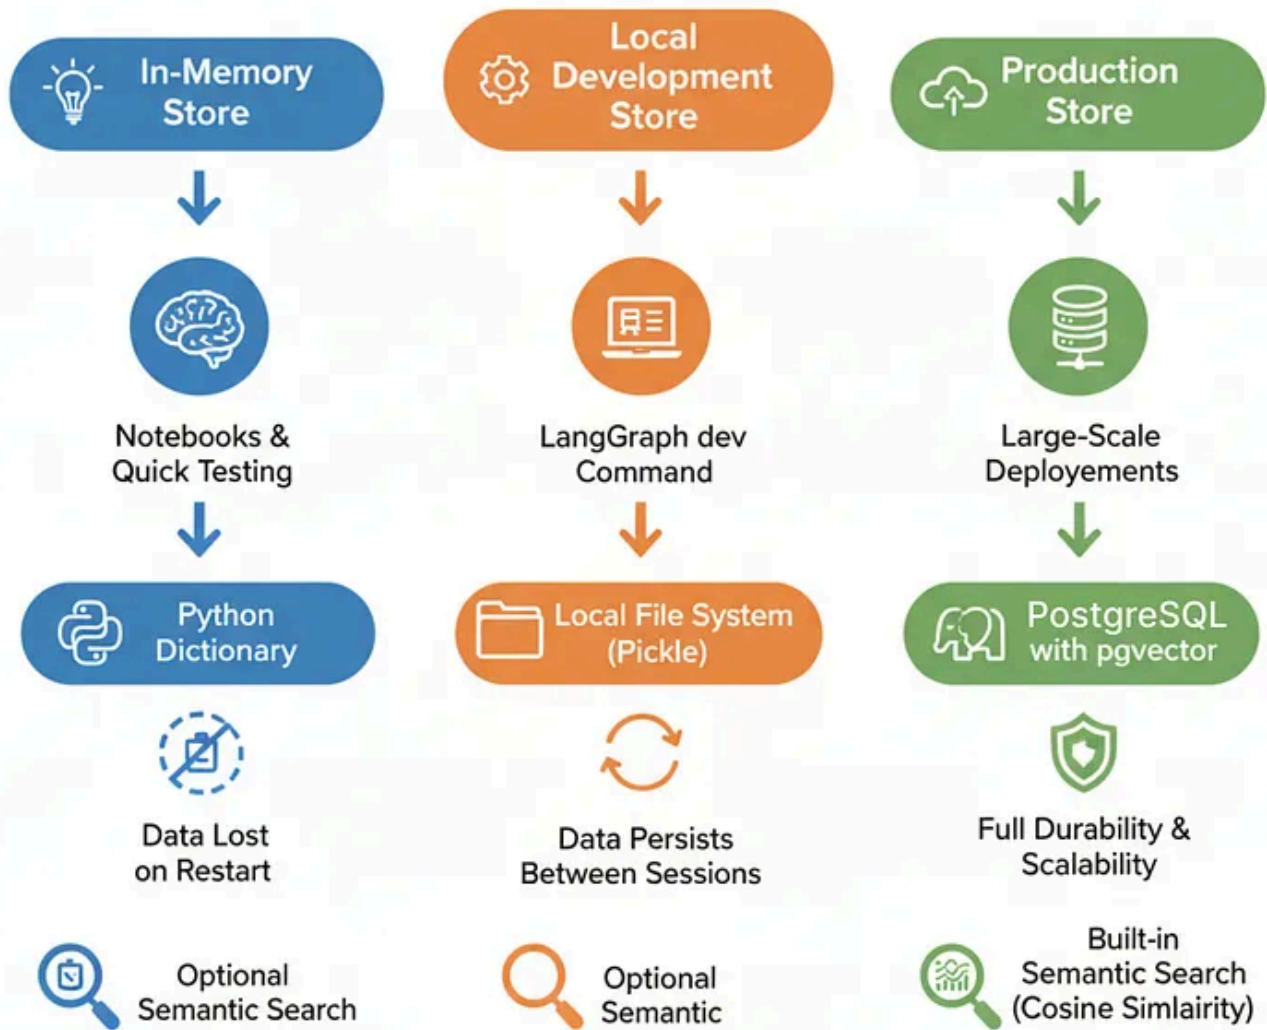 In-Memory
Store
Notebooks &
Quick Testing
Python
Dictionary
Data Lost
on Restart
Optional
Semantic Search
Local
Development
Store
LangGraph dev
Command
Local File System
(Pickle)
Data Persists
Between Sessions
Optional
Semantic
Production
Store
Large-Scale
Deployements
PostgreSQL
with pgvector
Full Durability &
Scalability
Built-in
Semantic Search
(Cosine Simlairity)